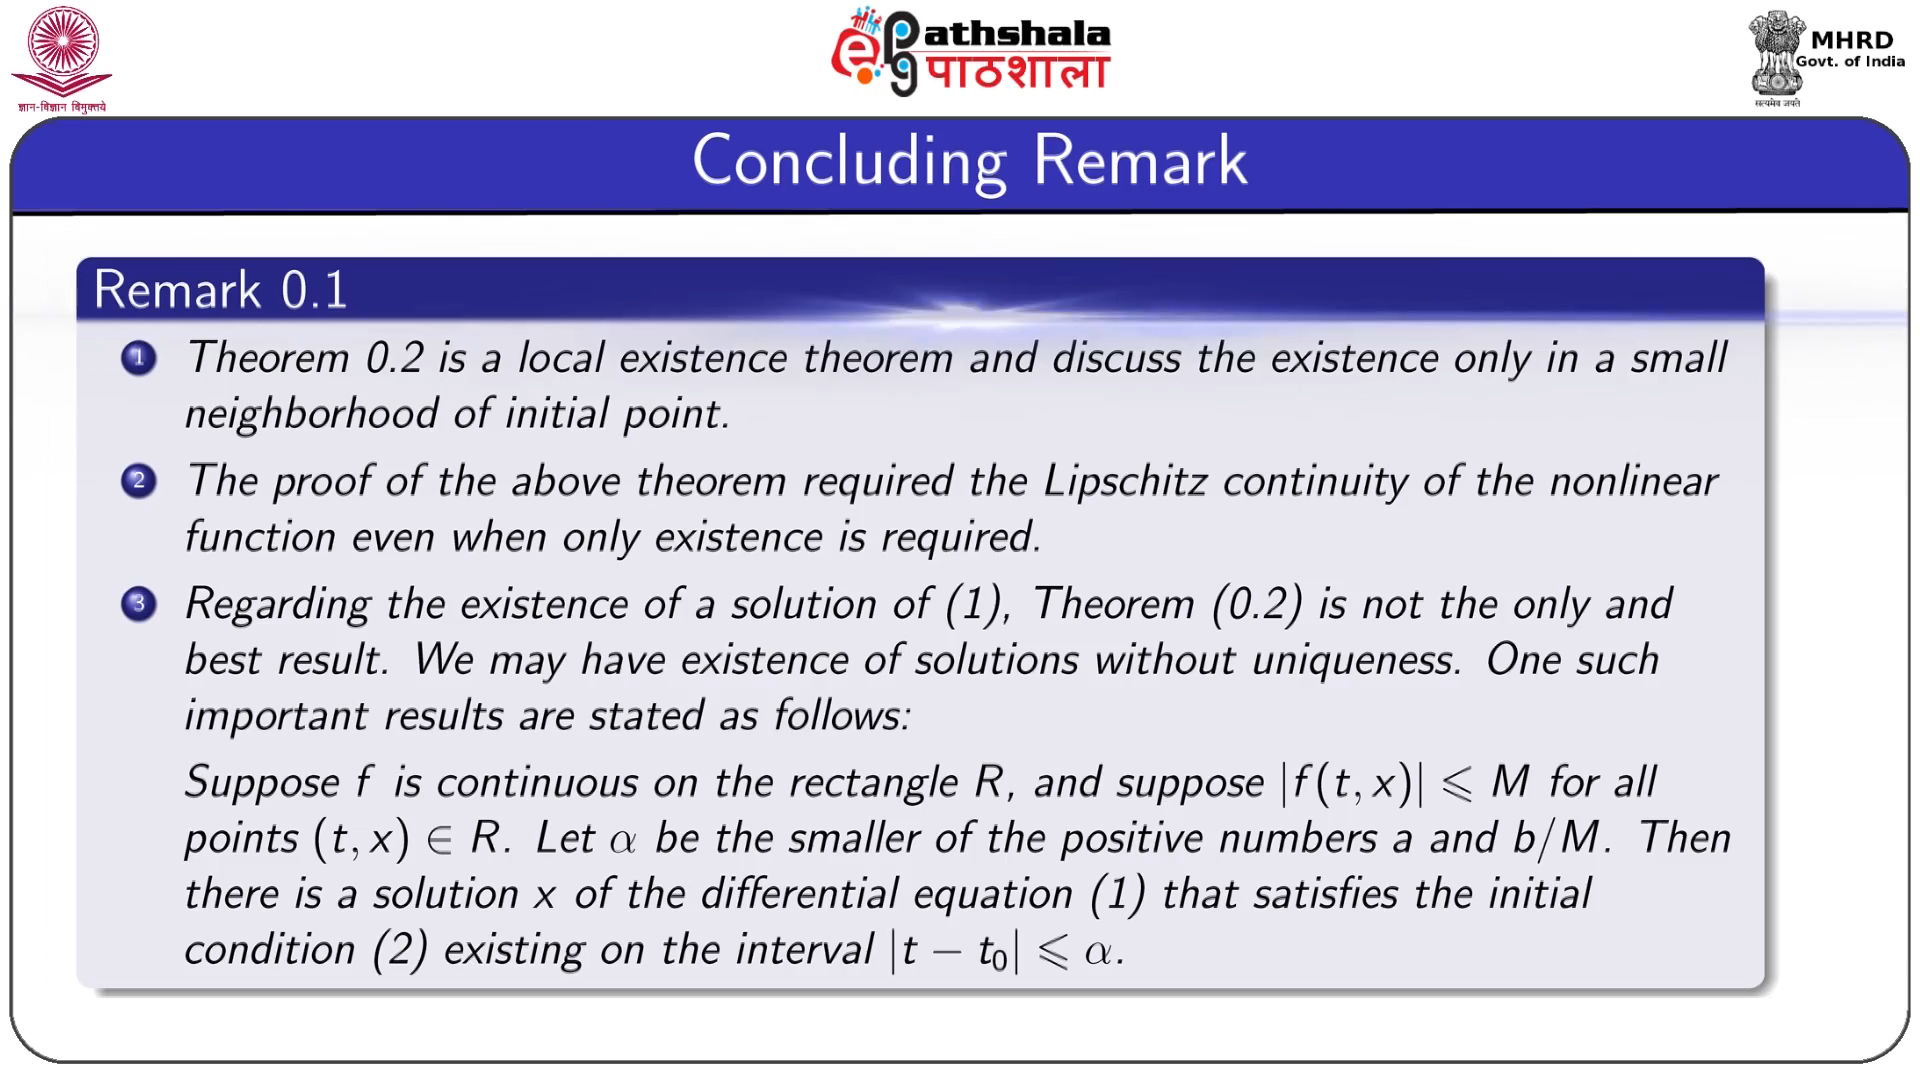 ज्ञान-विज्ञान विमुक्तये
ePgathshala
पाठशाला
MHRD
Govt. of India
सत्यमेव जयते
Concluding Remark
Remark 0.1
1 Theorem 0.2 is a local existence theorem and discuss the existence only in a small
neighborhood of initial point.
2 The proof of the above theorem required the Lipschitz continuity of the nonlinear
function even when only existence is required.
3 Regarding the existence of a solution of (1), Theorem (0.2) is not the only and
best result. We may have existence of solutions without uniqueness. One such
important results are stated as follows:
Suppose f is continuous on the rectangle R, and suppose |f(t, x)| ⩽ M for all
points (t, x) ∈ R. Let α be the smaller of the positive numbers a and b/M. Then
there is a solution x of the differential equation (1) that satisfies the initial
condition (2) existing on the interval |t − t₀| ⩽ α.